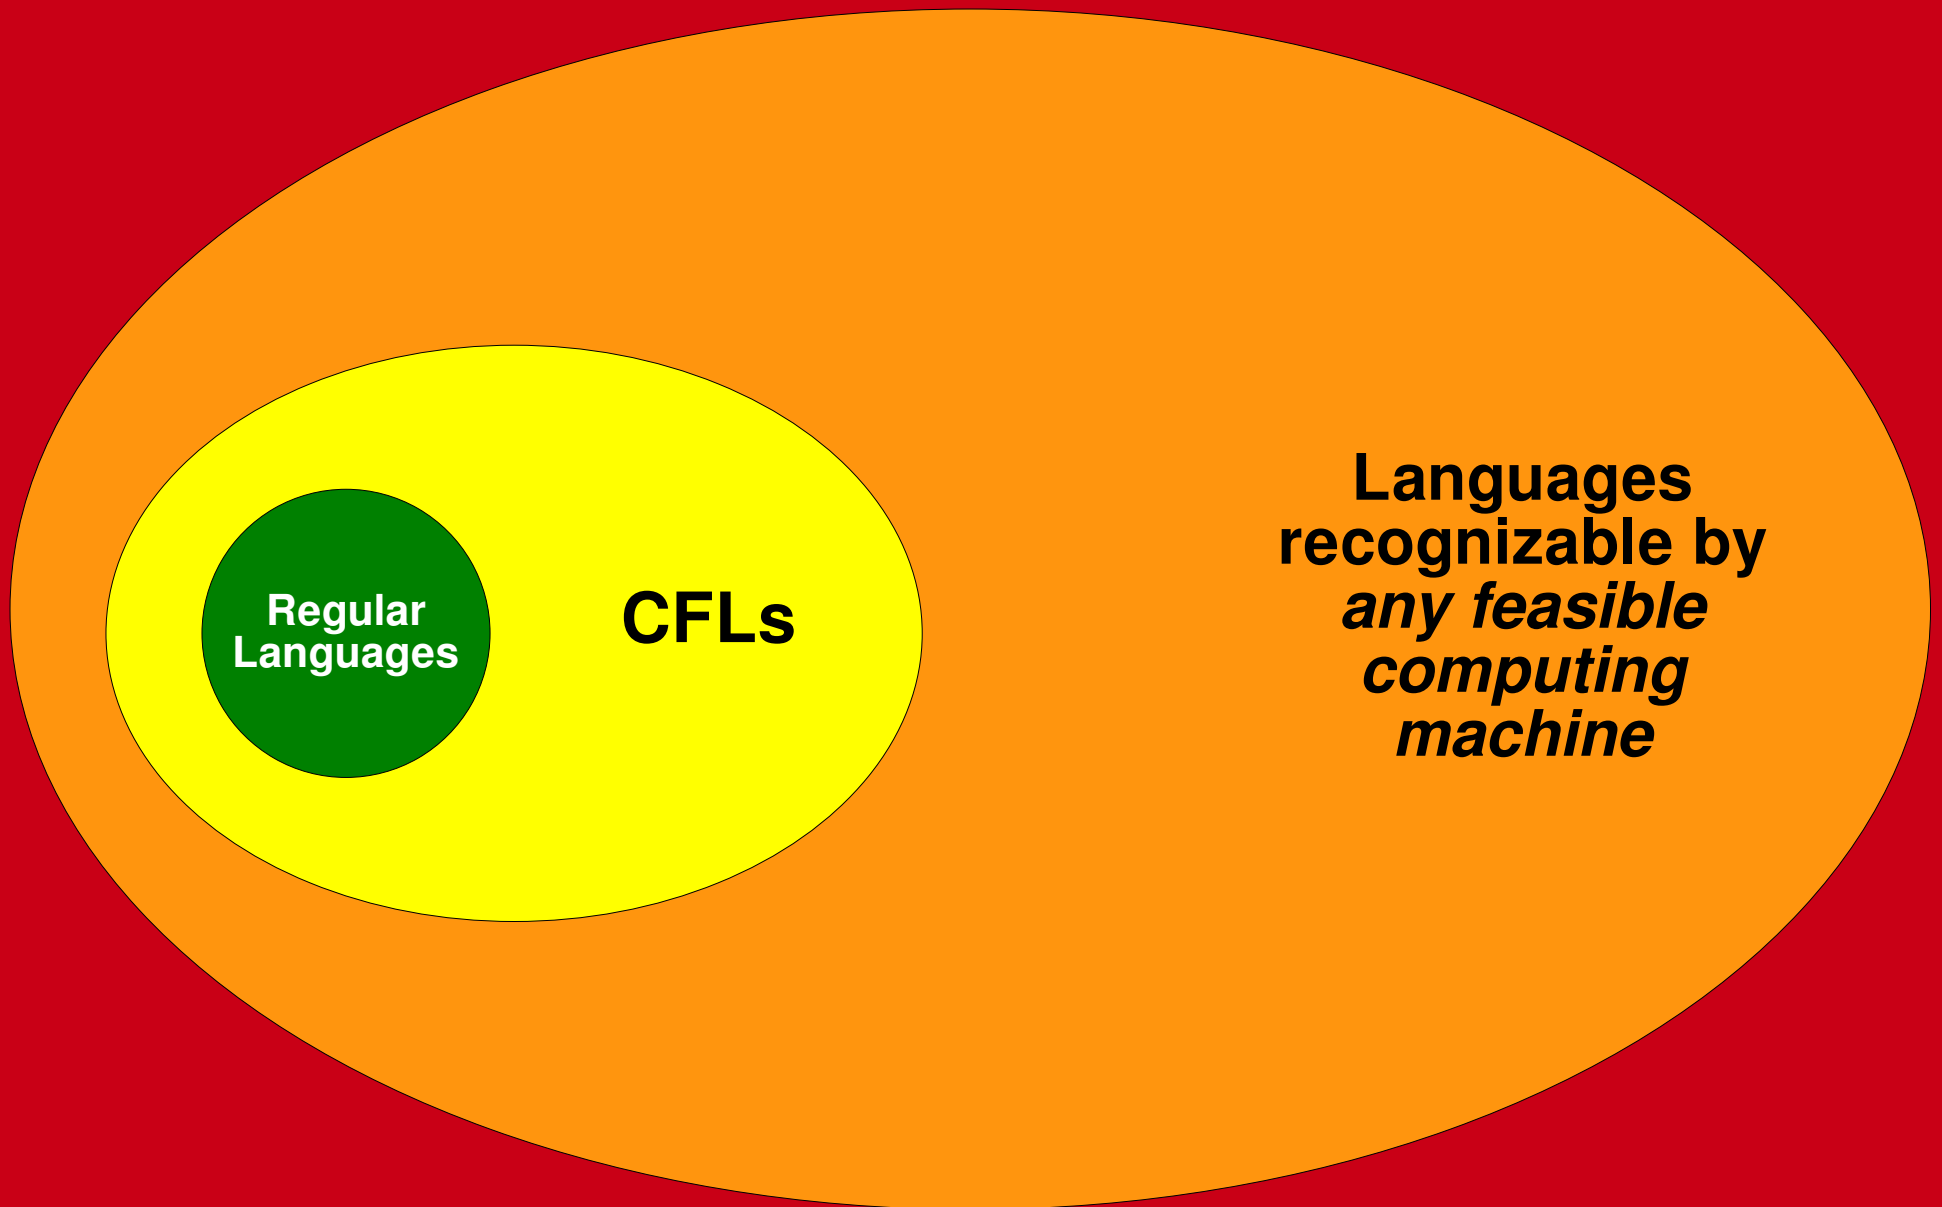 Regular
Languages
CFLs
Languages
recognizable by
any feasible
computing
machine